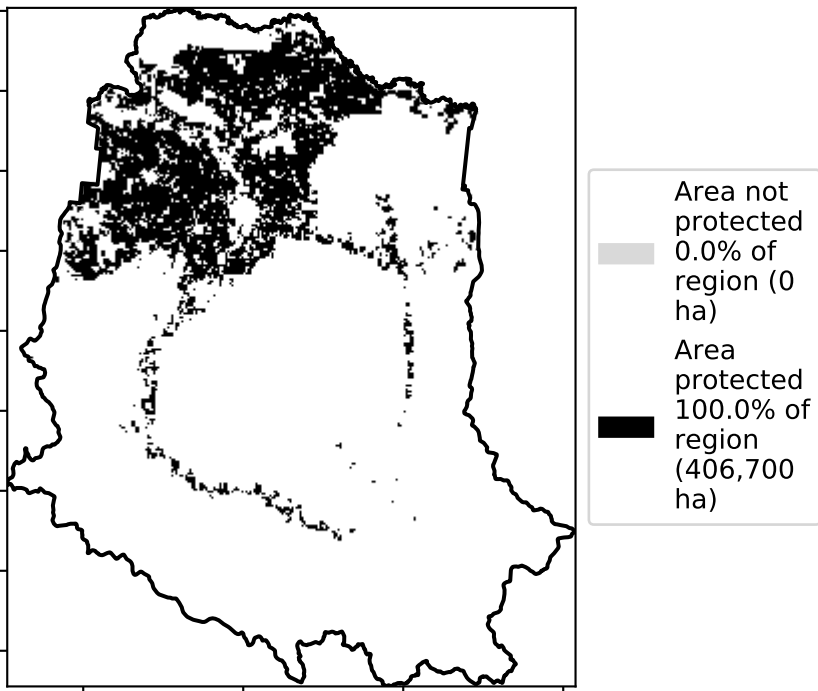 Area not
protected
0.0% of
region (0
ha)
Area
protected
100.0% of
region
(406,700
ha)